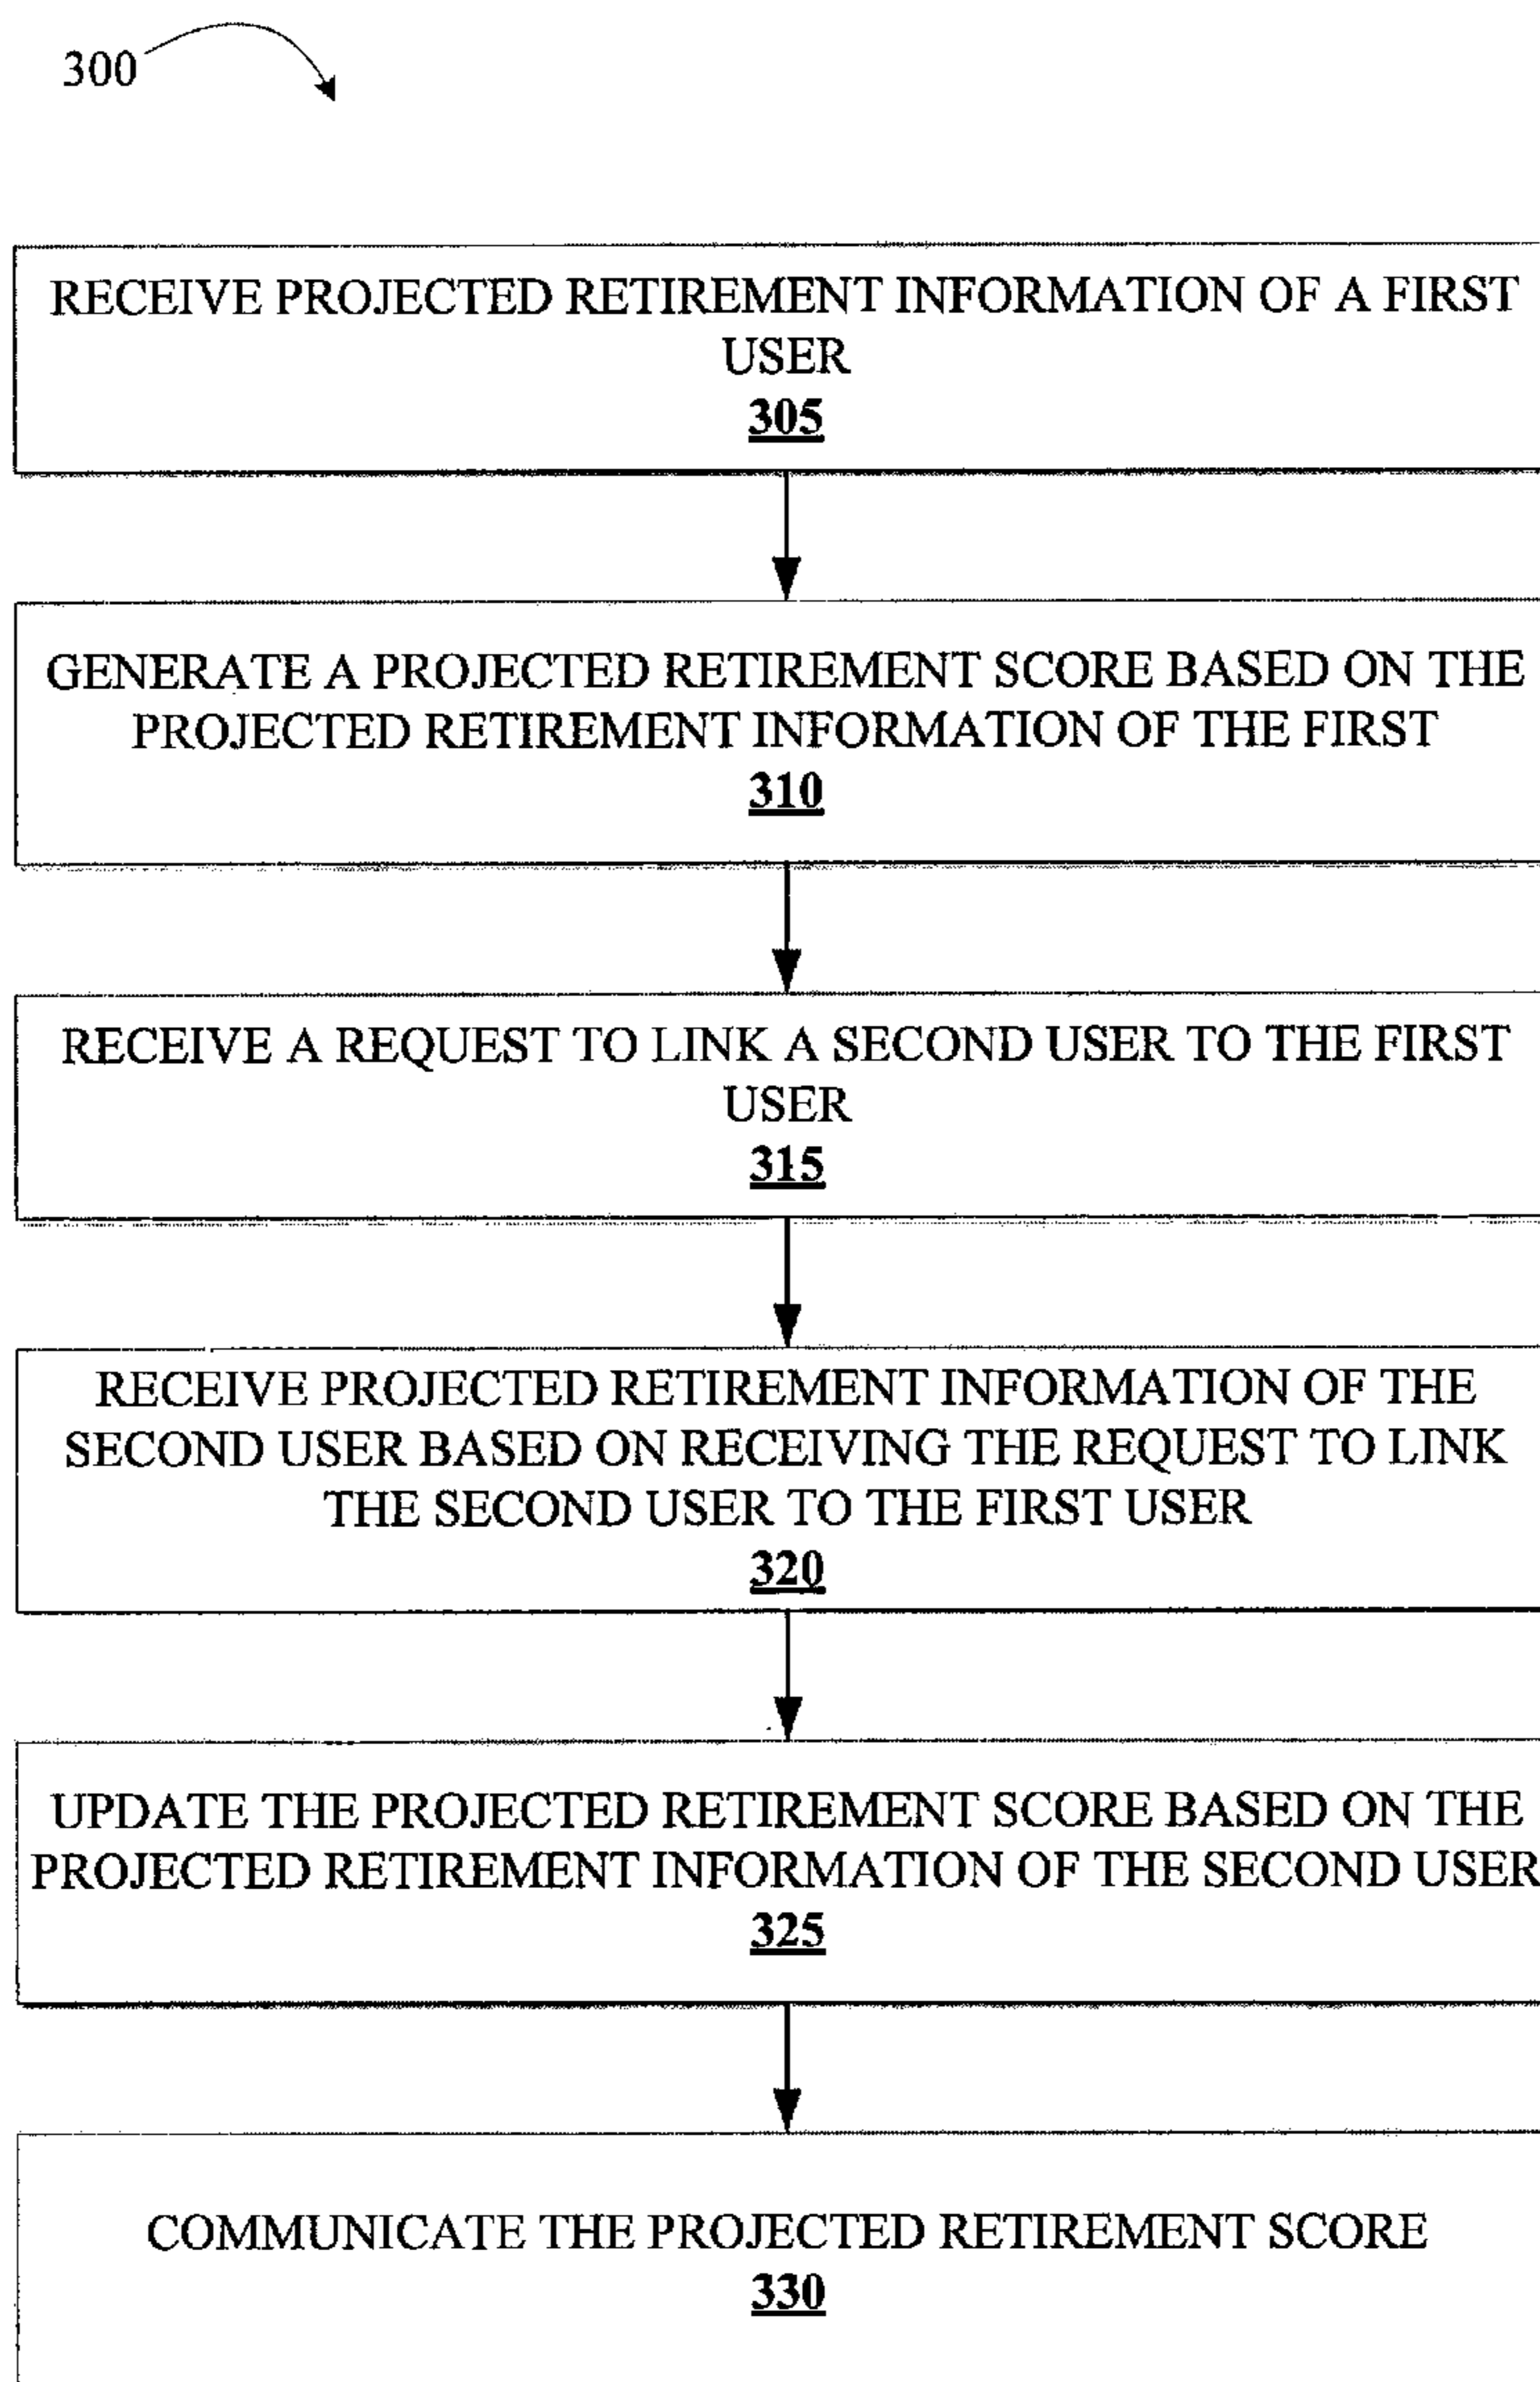 300
RECEIVE PROJECTED RETIREMENT INFORMATION OF A FIRST
USER
305
GENERATE A PROJECTED RETIREMENT SCORE BASED ON THE
PROJECTED RETIREMENT INFORMATION OF THE FIRST
310
RECEIVE A REQUEST TO LINK A SECOND USER TO THE FIRST
USER
315
RECEIVE PROJECTED RETIREMENT INFORMATION OF THE
SECOND USER BASED ON RECEIVING THE REQUEST TO LINK
THE SECOND USER TO THE FIRST USER
320
UPDATE THE PROJECTED RETIREMENT SCORE BASED ON THE
PROJECTED RETIREMENT INFORMATION OF THE SECOND USER
325
COMMUNICATE THE PROJECTED RETIREMENT SCORE
330